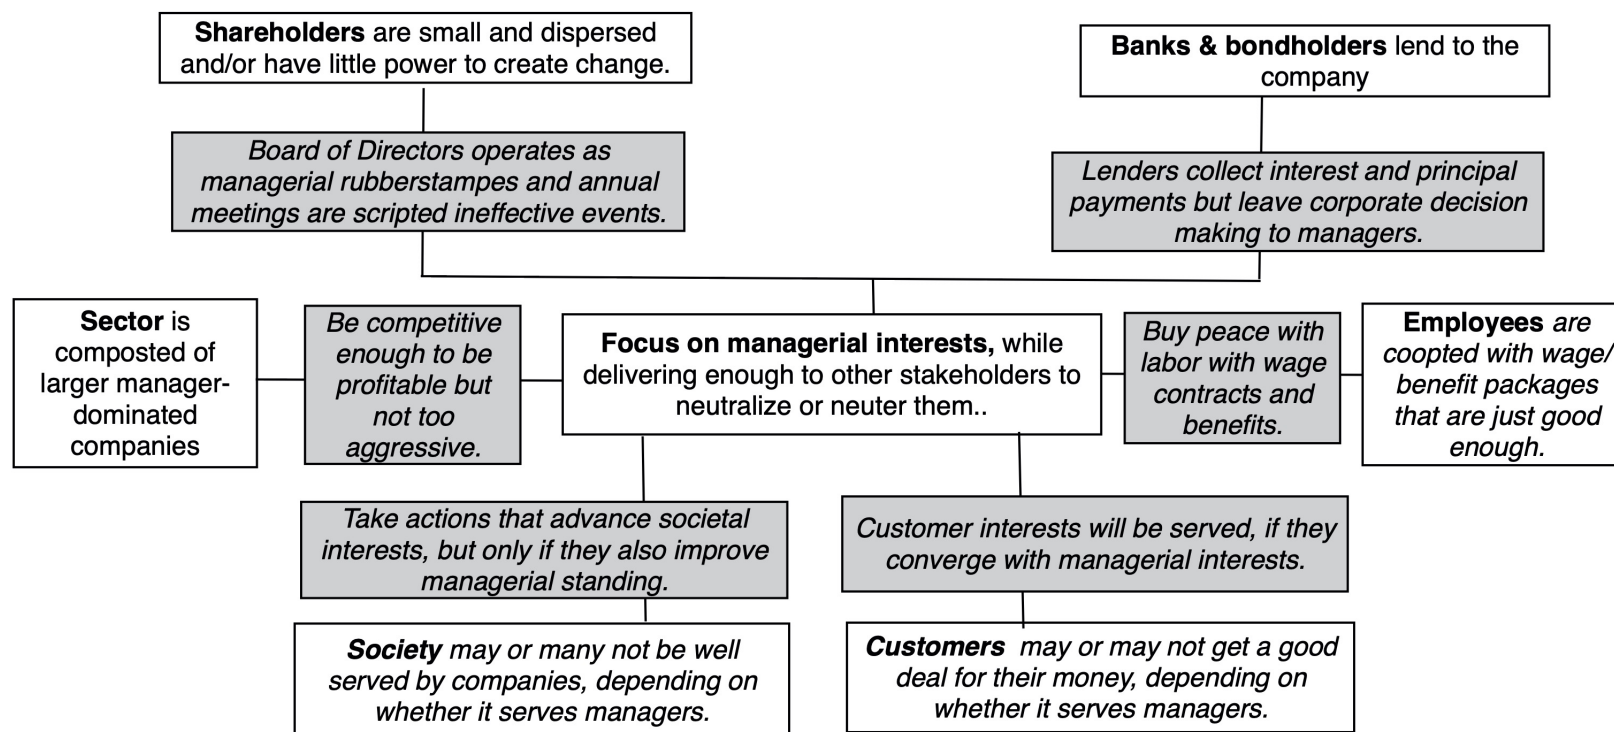 Shareholders are small and dispersed
and/or have little power to create change.
Banks & bondholders lend to the
company
Board of Directors operates as
managerial rubberstampes and annual
meetings are scripted ineffective events.
Lenders collect interest and principal
payments but leave corporate decision
making to managers.
Sector is
composted of
larger manager-
dominated
companies
Be competitive
enough to be
profitable but
not too
aggressive.
Focus on managerial interests, while
delivering enough to other stakeholders to
neutralize or neuter them..
Buy peace with
labor with wage
contracts and
benefits.
Employees are
coopted with wage/
benefit packages
that are just good
enough.
Take actions that advance societal
interests, but only if they also improve
managerial standing.
Customer interests will be served, if they
converge with managerial interests.
Society may or many not be well
served by companies, depending on
whether it serves managers.
Customers may or may not get a good
deal for their money, depending on
whether it serves managers.